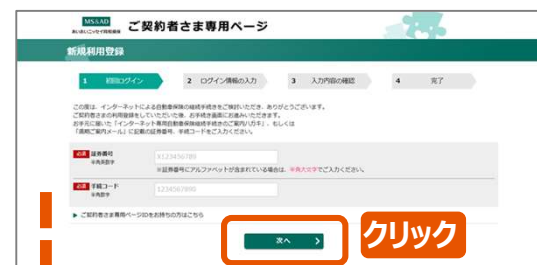 MS&AD
あいおいニッセイ同和損保
ご契約者さま専用ページ
新規利用登録
1 初回ログイン
2 ログイン情報の入力
3 入力内容の確認
4 完了
この度は、インターネットによる自動車保険の継続手続きをご検討いただき、ありがとうございます。
ご契約者さまの利用登録をしていただいた後、お手続き画面にお進みいただきます。
お手元に届いた「インターネット専用自動車保険継続手続きのご案内ハガキ」、もしくは
「満期ご案内メール」に記載の証券番号、手続コードをご入力ください。
必須 証券番号
※半角英数字
X123456789
※証券番号にアルファベットが含まれている場合は、半角大文字でご入力ください。
必須 手続コード
※半角数字
1234567890
▶ ご契約者さま専用ページIDをお持ちの方はこちら
次へ >
クリック